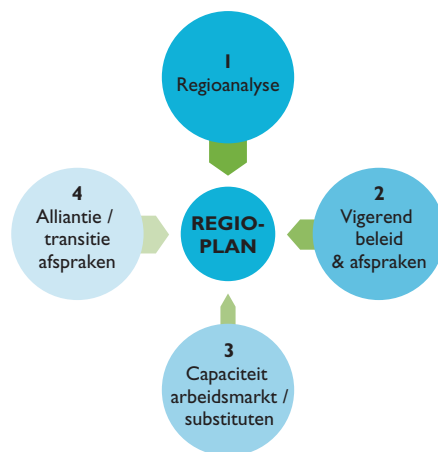 1
Regioanalyse
2
Vigerend
beleid
& afspraken
3
Capaciteit
arbeidsmarkt /
substituten
4
Alliantie /
transitie
afspraken
REGIO-
PLAN